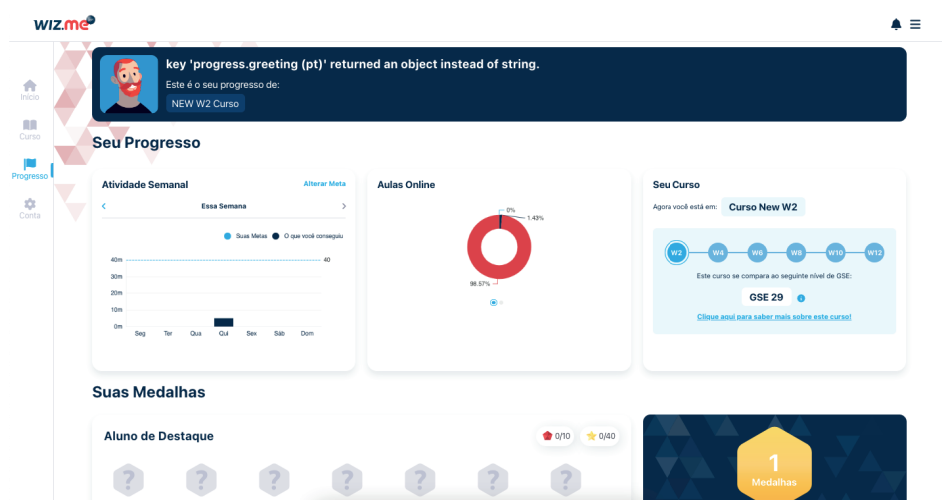 WIZ.me
key 'progress.greeting (pt)' returned an object instead of string.
Este é o seu progresso de:
NEW W2 Curso
Início
Curso
Progresso
Conta
Seu Progresso
Atividade Semanal
Alterar Meta
Essa Semana
Suas Metas
O que você conseguiu
40m
40
30m
20m
10m
0m
Seg Ter Qua Qui Sex Sáb Dom
Aulas Online
0%
1.43%
98.57%
Seu Curso
Agora você está em: Curso New W2
W2 W4 W6 W8 W10 W12
Este curso se compara ao seguinte nível de GSE:
GSE 29
Clique aqui para saber mais sobre este curso!
Suas Medalhas
Aluno de Destaque
0/10
0/40
? ? ? ? ? ? ?
1
Medalhas